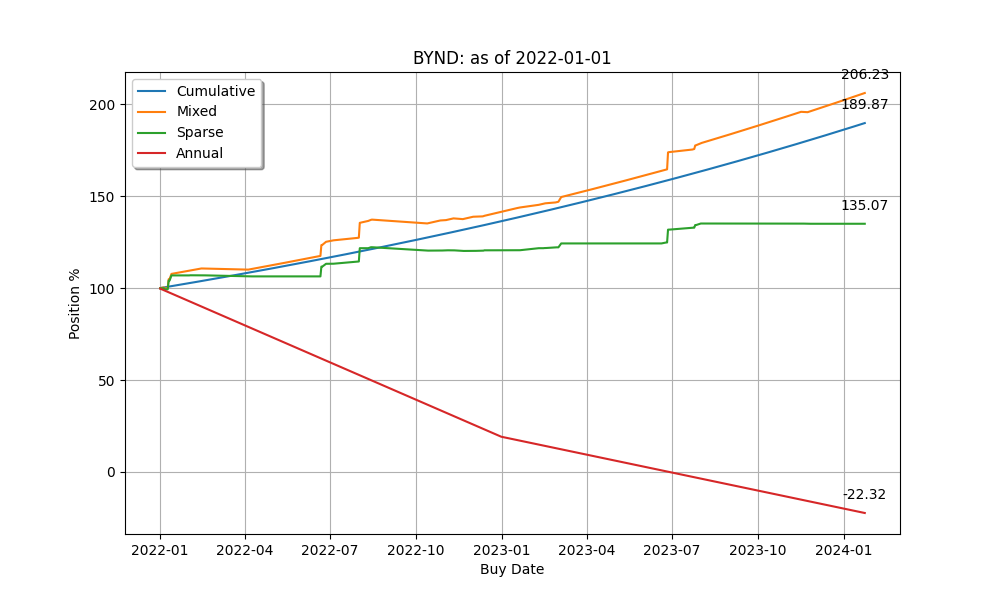 BYND: as of 2022-01-01
206.23
189.87
135.07
-22.32
Cumulative
Mixed
Sparse
Annual
Position %
200
150
100
50
0
2022-01 2022-04 2022-07 2022-10 2023-01 2023-04 2023-07 2023-10 2024-01
Buy Date